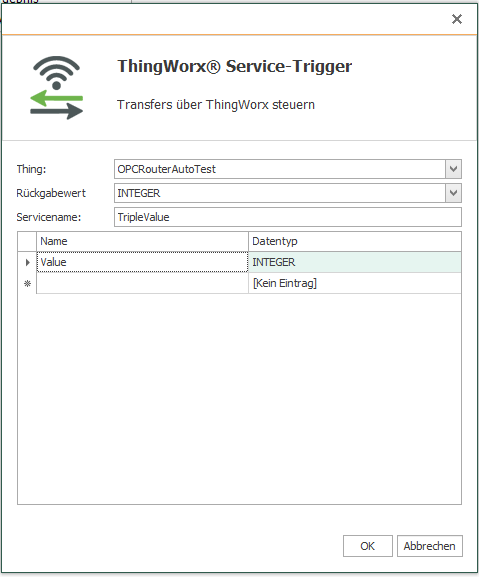 ThingWorx® Service-Trigger
Transfers über ThingWorx steuern
Thing: OPCRouterAutoTest
Rückgabewert INTEGER
Servicename: TripleValue
Name Datentyp
Value INTEGER
[Kein Eintrag]
OK Abbrechen